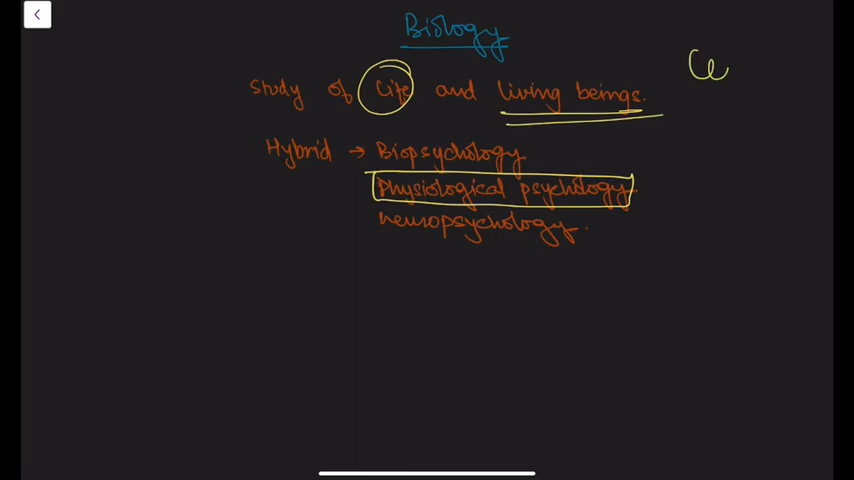 Biology
Study of Life and living beings.
Hybrid → Biopsychology
Physiological psychology
neuropsychology.